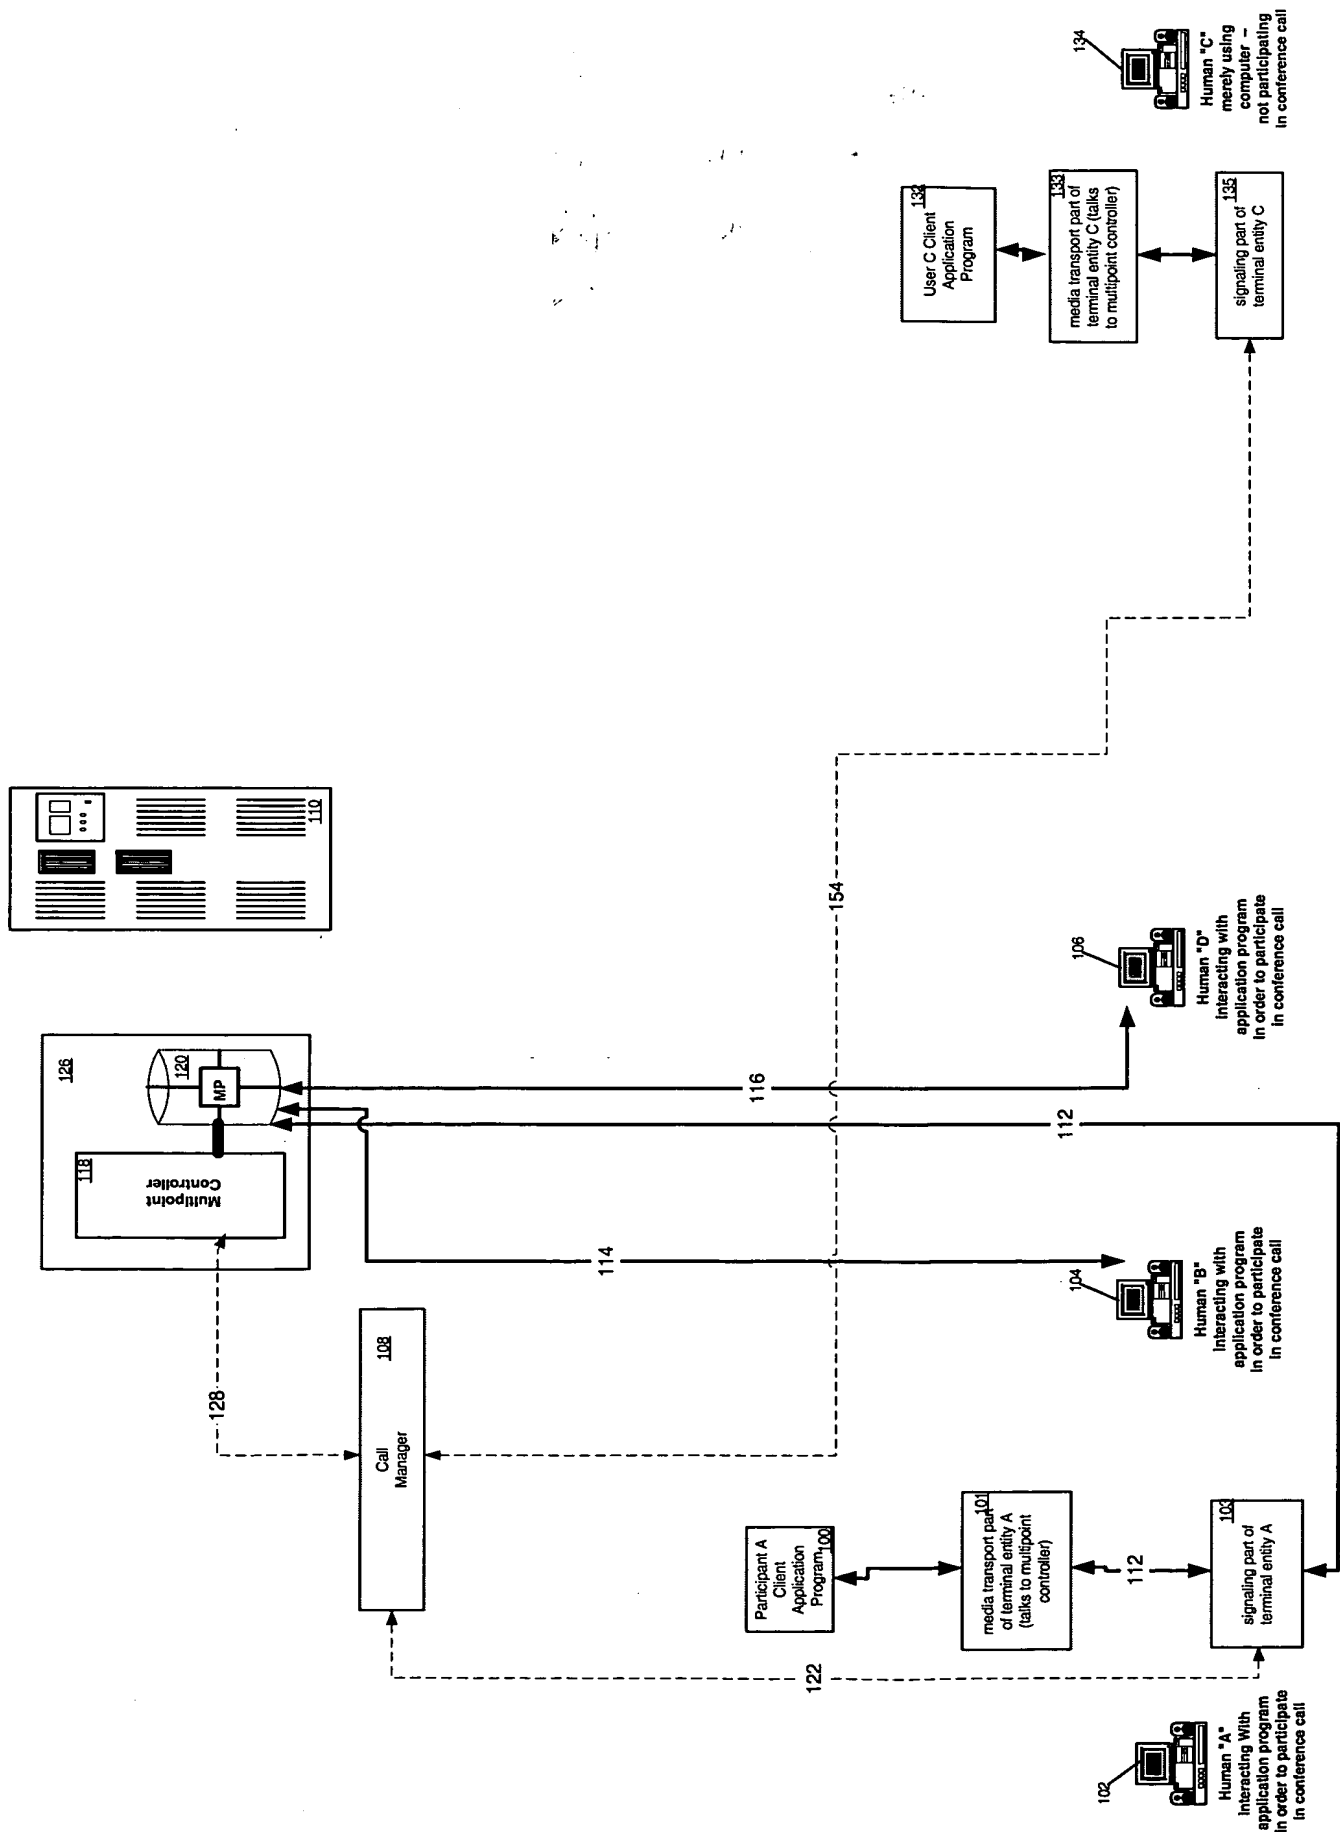 110
126
118
Multipoint
Controller
120
MP
128
108
Call
Manager
114
116
112
154
122
Participant A
Client
Application
Program
100
101
media transport part
of terminal entity A
(talks to multipoint
controller)
112
103
signaling part of
terminal entity A
102
Human "A"
Interacting With
application program
In order to participate
In conference call
104
Human "B"
Interacting with
application program
In order to participate
In conference call
106
Human "D"
Interacting with
application program
In order to participate
In conference call
132
User C Client
Application
Program
133
media transport part of
terminal entity C (talks
to multipoint controller)
135
signaling part of
terminal entity C
134
Human "C"
merely using
computer –
not participating
In conference call